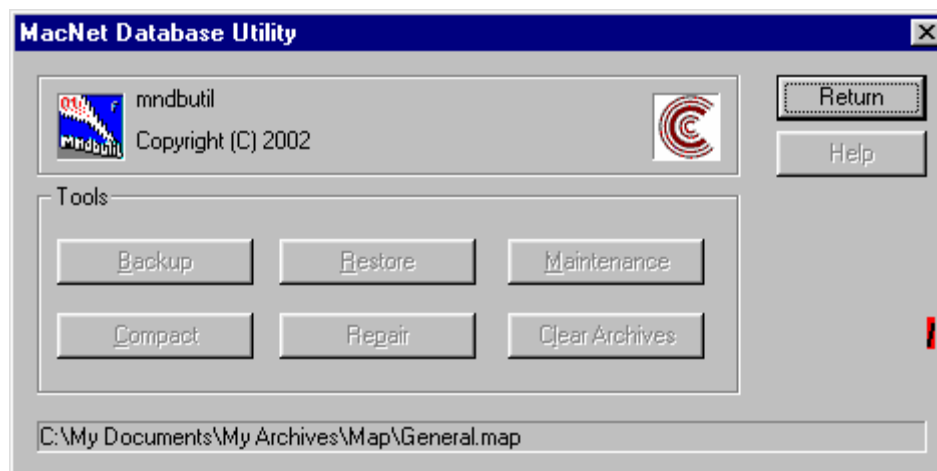 MacNet Database Utility
mndbutil
Copyright (C) 2002
Return
Help
Tools
Backup
Restore
Maintenance
Compact
Repair
Clear Archives
C:\My Documents\My Archives\Map\General.map